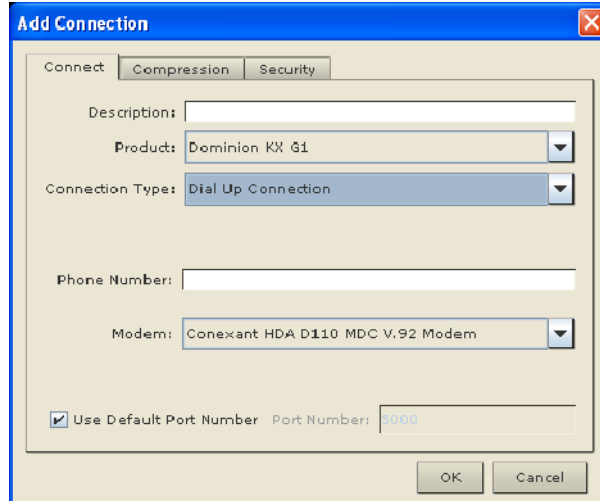 Add Connection
Connect Compression Security
Description:
Product: Dominion KX G1
Connection Type: Dial Up Connection
Phone Number:
Modem: Conexant HDA D110 MDC V.92 Modem
Use Default Port Number Port Number: 5000
OK Cancel